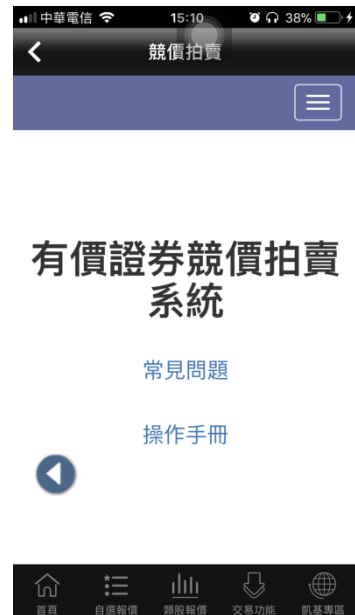 中華電信 15:10 38%
競價拍賣
有價證券競價拍賣
系統
常見問題
操作手冊
首頁 自選報價 類股報價 交易功能 凱基專區